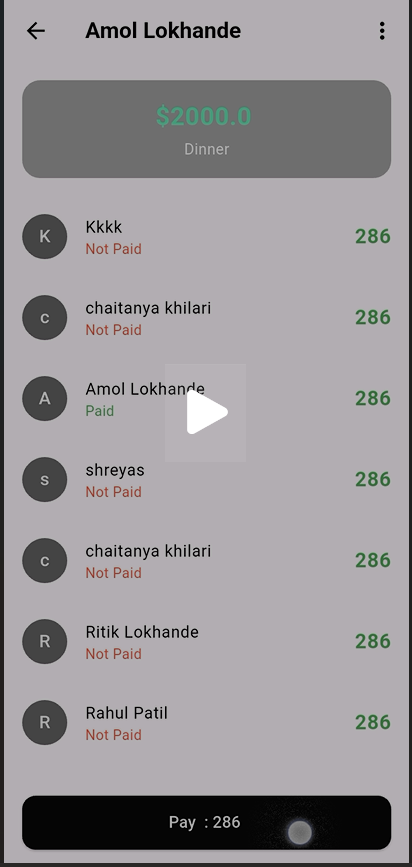 Amol Lokhande
$2000.0
Dinner
K Kkkk 286
Not Paid
c chaitanya khilari 286
Not Paid
A Amol Lokhande 286
Paid
s shreyas 286
Not Paid
c chaitanya khilari 286
Not Paid
R Ritik Lokhande 286
Not Paid
R Rahul Patil 286
Not Paid
Pay : 286